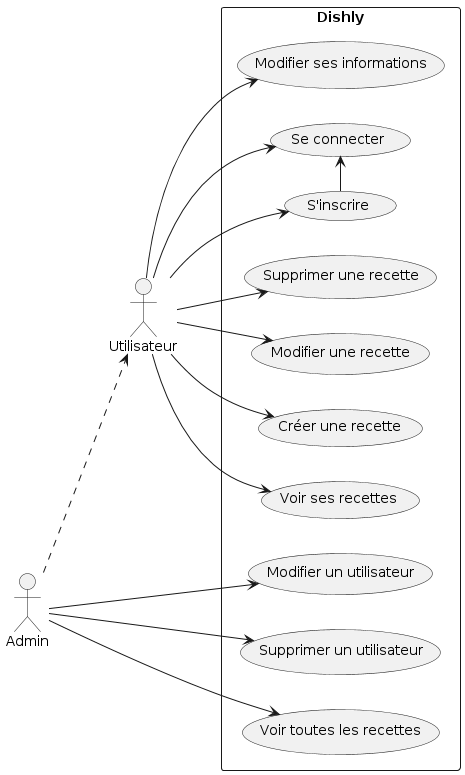 Dishly
Modifier ses informations
Se connecter
S'inscrire
Supprimer une recette
Utilisateur
Modifier une recette
Créer une recette
Voir ses recettes
Modifier un utilisateur
Admin
Supprimer un utilisateur
Voir toutes les recettes